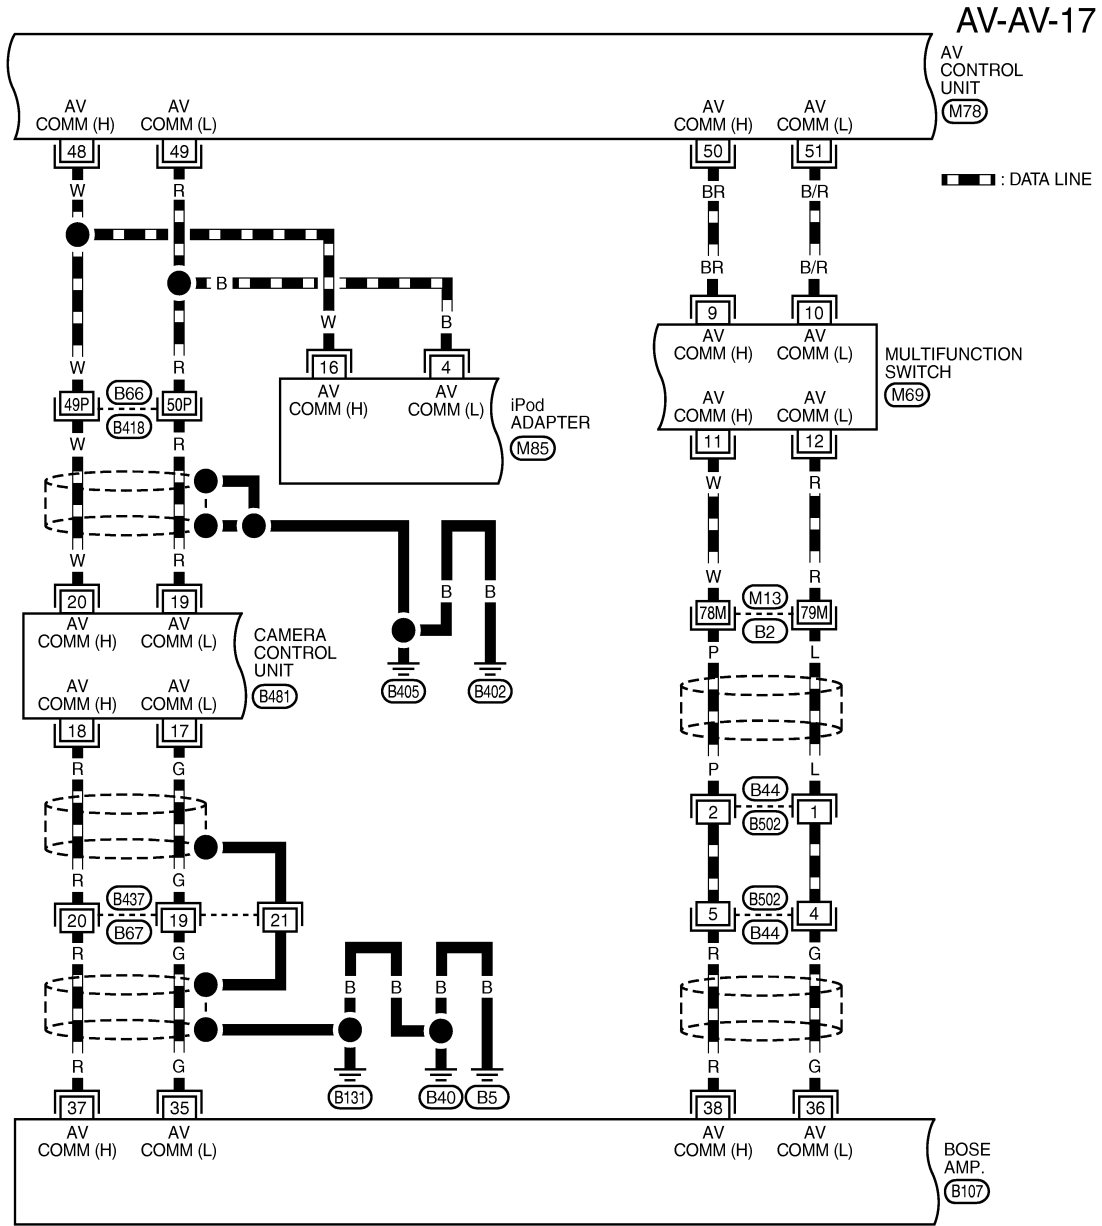 AV-AV-17
AV CONTROL UNIT
M78
AV COMM (H)
AV COMM (L)
AV COMM (H)
AV COMM (L)
48
49
50
51
: DATA LINE
W
R
BR
B/R
B
BR
B/R
W
B
9
10
AV COMM (H)
AV COMM (L)
MULTIFUNCTION SWITCH
M69
AV COMM (H)
AV COMM (L)
11
12
W
R
16
4
AV COMM (H)
AV COMM (L)
iPod ADAPTER
M85
49P
B66
50P
B418
W
R
W
R
W
R
20
19
AV COMM (H)
AV COMM (L)
CAMERA CONTROL UNIT
B481
AV COMM (H)
AV COMM (L)
18
17
B
B
B405
B402
W
R
78M
M13
79M
B2
P
L
P
L
2
B44
1
B502
5
B502
4
B44
R
G
R
G
R
G
R
G
20
B437
19
21
B67
R
G
B
B
B
B
R
G
B131
B40
B5
37
35
38
36
AV COMM (H)
AV COMM (L)
AV COMM (H)
AV COMM (L)
BOSE AMP.
B107